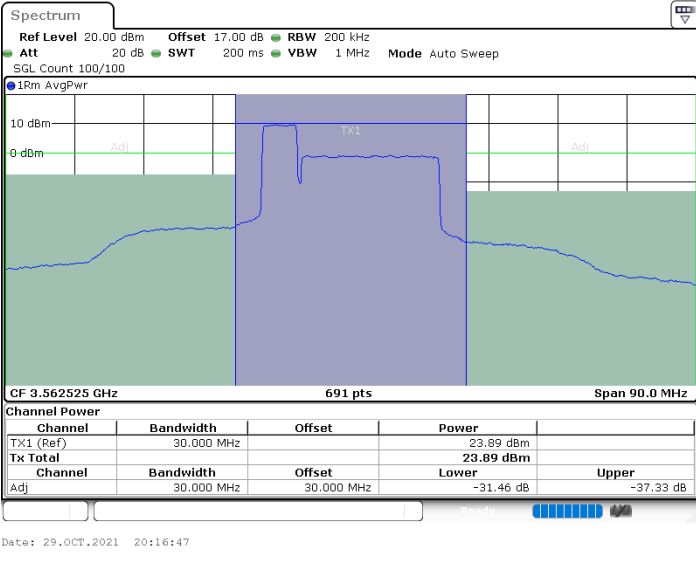 Spectrum
Ref Level 20.00 dBm Offset 17.00 dB RBW 200 kHz
Att 20 dB SWT 200 ms VBW 1 MHz Mode Auto Sweep
SGL Count 100/100
1Rm AvgPwr
10 dBm
TX1
0 dBm
Adj
Adj
CF 3.562525 GHz 691 pts Span 90.0 MHz
Channel Power
Channel Bandwidth Offset Power
TX1 (Ref) 30.000 MHz 23.89 dBm
Tx Total 23.89 dBm
Channel Bandwidth Offset Lower Upper
Adj 30.000 MHz 30.000 MHz -31.46 dB -37.33 dB
Ready
Date: 29.OCT.2021 20:16:47